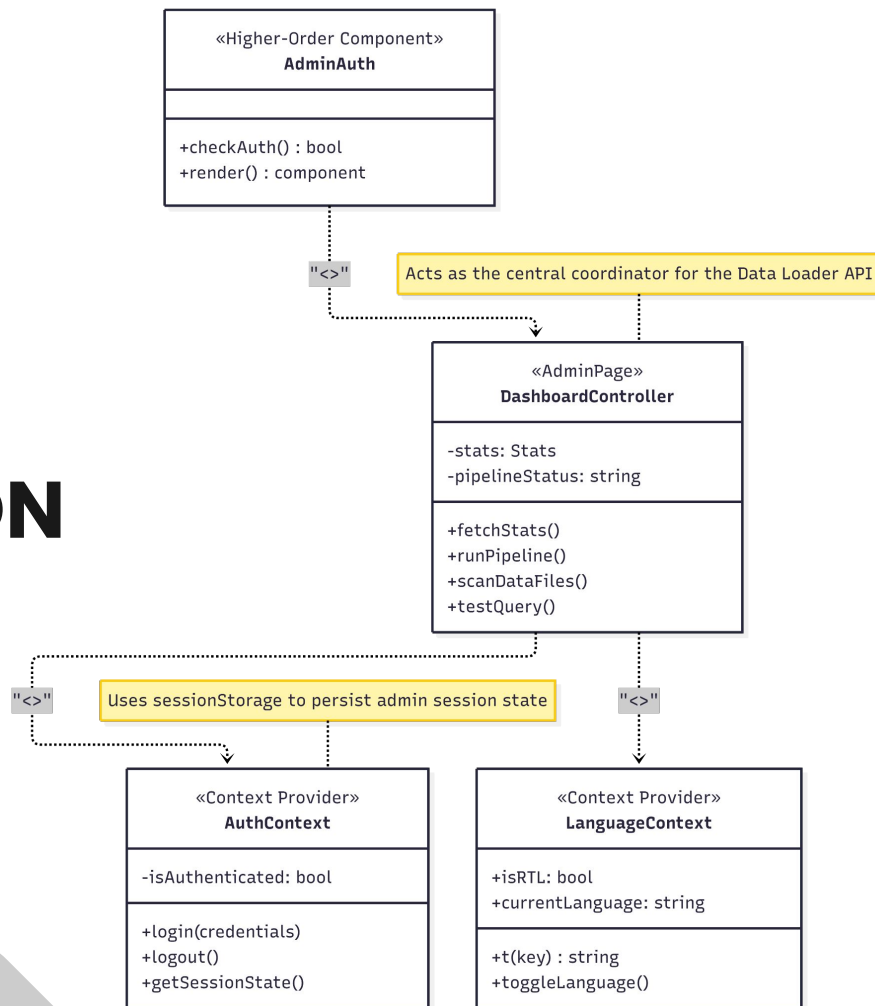 «Higher-Order Component»
AdminAuth
+checkAuth() : bool
+render() : component
"<>"
Acts as the central coordinator for the Data Loader API
«AdminPage»
DashboardController
-stats: Stats
-pipelineStatus: string
+fetchStats()
+runPipeline()
+scanDataFiles()
+testQuery()
ON
"<>"
Uses sessionStorage to persist admin session state
"<>"
«Context Provider»
AuthContext
-isAuthenticated: bool
+login(credentials)
+logout()
+getSessionState()
«Context Provider»
LanguageContext
+isRTL: bool
+currentLanguage: string
+t(key) : string
+toggleLanguage()